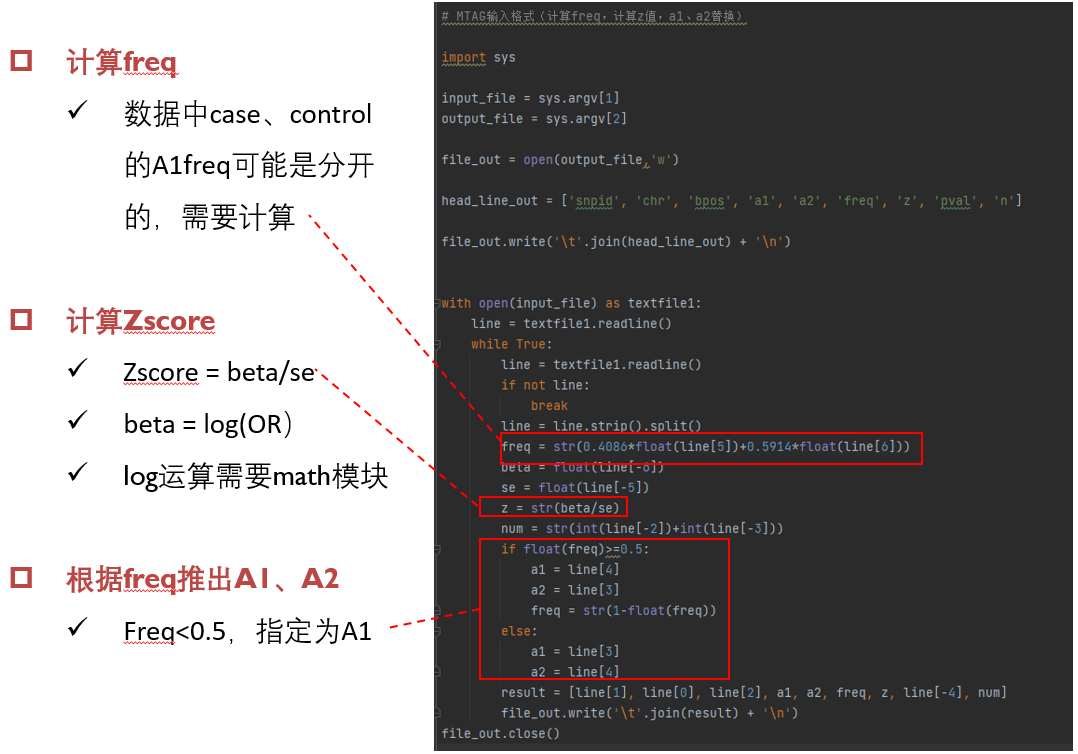 计算freq
数据中case、control
的A1freq可能是分开
的，需要计算
计算Zscore
Zscore = beta/se
beta = log(OR）
log运算需要math模块
根据freq推出A1、A2
Freq<0.5，指定为A1
# MTAG输入格式（计算freq，计算z值，a1、a2替换）
import sys
input_file = sys.argv[1]
output_file = sys.argv[2]
file_out = open(output_file,'w')
head_line_out = ['snpid', 'chr', 'bpos', 'a1', 'a2', 'freq', 'z', 'pval', 'n']
file_out.write('\t'.join(head_line_out) + '\n')
with open(input_file) as textfile1:
    line = textfile1.readline()
    while True:
        line = textfile1.readline()
        if not line:
            break
        line = line.strip().split()
        freq = str(0.4086*float(line[5])+0.5914*float(line[6]))
        beta = float(line[-6])
        se = float(line[-5])
        z = str(beta/se)
        num = str(int(line[-2])+int(line[-3]))
        if float(freq)>=0.5:
            a1 = line[4]
            a2 = line[3]
            freq = str(1-float(freq))
        else:
            a1 = line[3]
            a2 = line[4]
        result = [line[1], line[0], line[2], a1, a2, freq, z, line[-4], num]
        file_out.write('\t'.join(result) + '\n')
file_out.close()